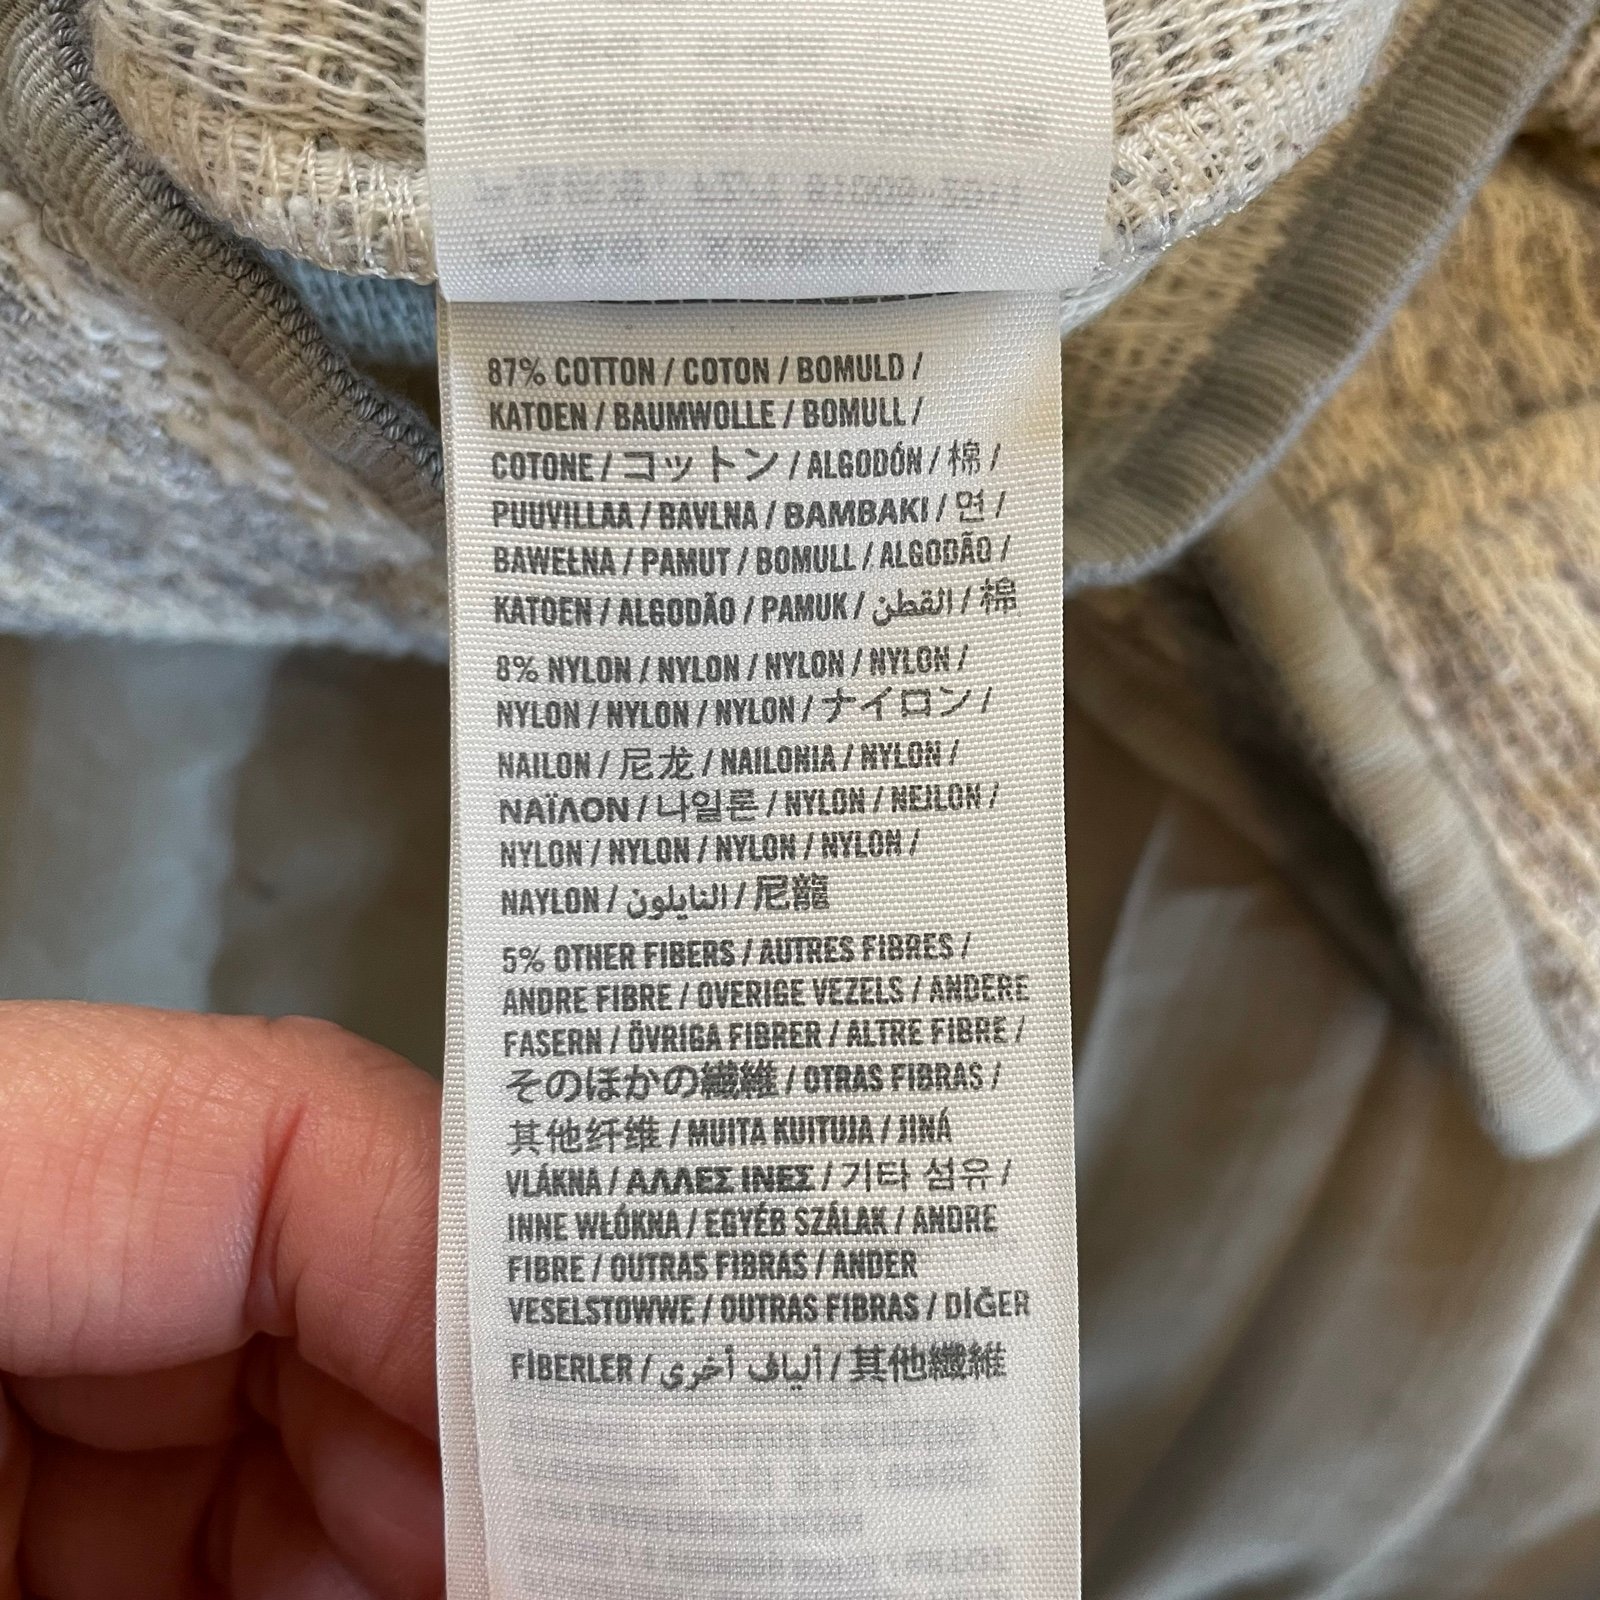 87% COTTON / COTON / BOMULD /
KATOEN / BAUMWOLLE / BOMULL /
COTONE / コットン / ALGODÓN / 棉 /
PUUVILLAA / BAVLNA / BAMBAKI / 면 /
BAWEŁNA / PAMUT / BOMULL / ALGODÃO /
KATOEN / ALGODÃO / PAMUK / القطن / 棉
8% NYLON / NYLON / NYLON / NYLON /
NYLON / NYLON / NYLON / ナイロン /
NAILON / 尼龙 / NAILONIA / NYLON /
ΝΑΪΛΟΝ / 나일론 / NYLON / NEJLON /
NYLON / NYLON / NYLON / NYLON /
NAYLON / النايلون / 尼龍
5% OTHER FIBERS / AUTRES FIBRES /
ANDRE FIBRE / OVERIGE VEZELS / ANDERE
FASERN / ÖVRIGA FIBRER / ALTRE FIBRE /
そのほかの繊維 / OTRAS FIBRAS /
其他纤维 / MUITA KUITUJA / JINÁ
VLÁKNA / ΑΛΛΕΣ ΙΝΕΣ / 기타 섬유 /
INNE WŁÓKNA / EGYÉB SZÁLAK / ANDRE
FIBRE / OUTRAS FIBRAS / ANDER
VESELSTOWWE / OUTRAS FIBRAS / DİĞER
FİBERLER / ألياف أخرى / 其他纖維